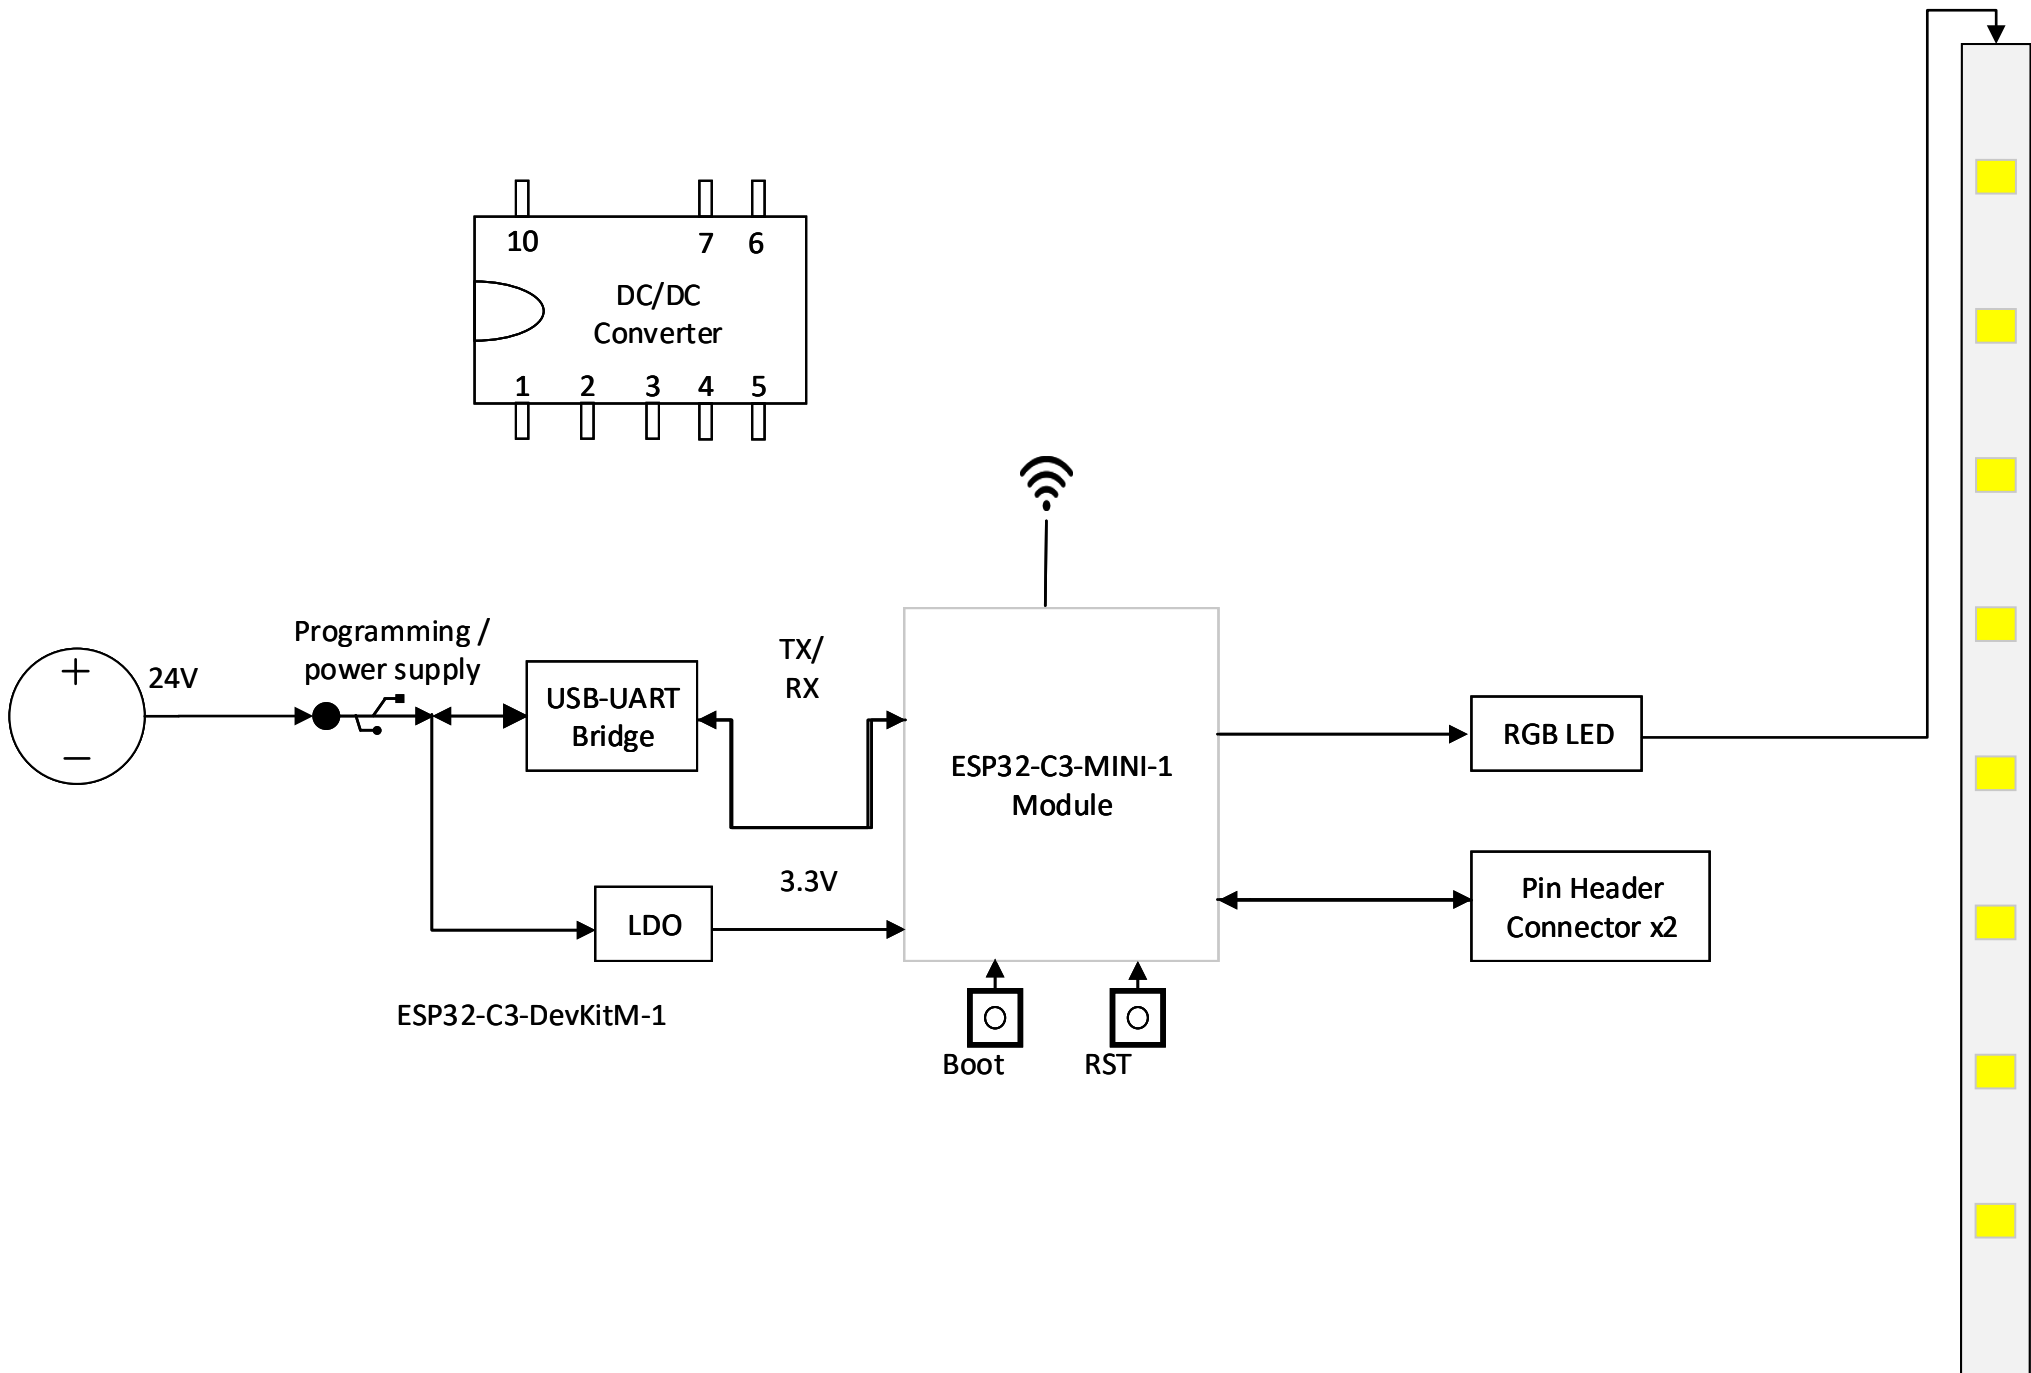 10 7 6
DC/DC
Converter
1 2 3 4 5
Programming /
power supply
24V
+
−
USB-UART
Bridge
TX/
RX
ESP32-C3-MINI-1
Module
RGB LED
3.3V
LDO
Pin Header
Connector x2
ESP32-C3-DevKitM-1
Boot
RST